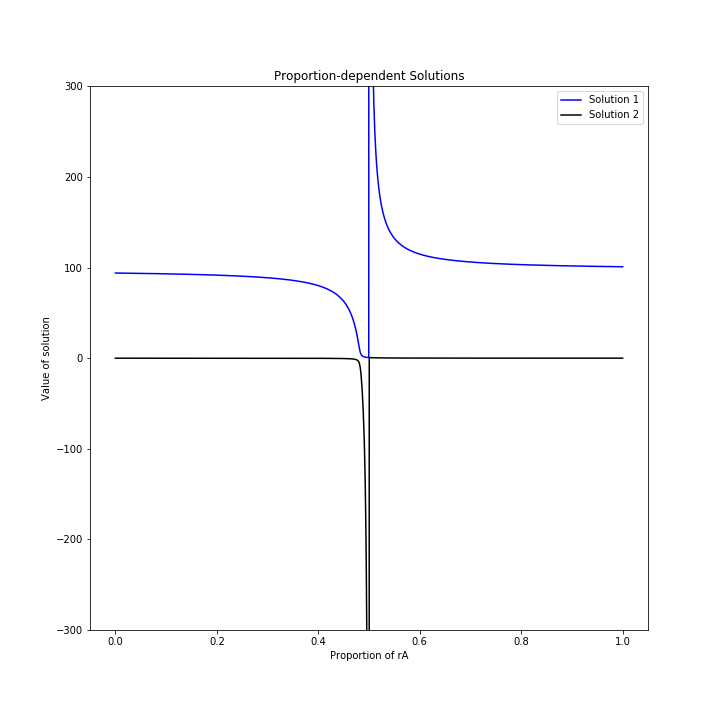 Proportion-dependent Solutions
Solution 1
Solution 2
300
200
100
0
−100
−200
−300
Value of solution
0.0 0.2 0.4 0.6 0.8 1.0
Proportion of rA